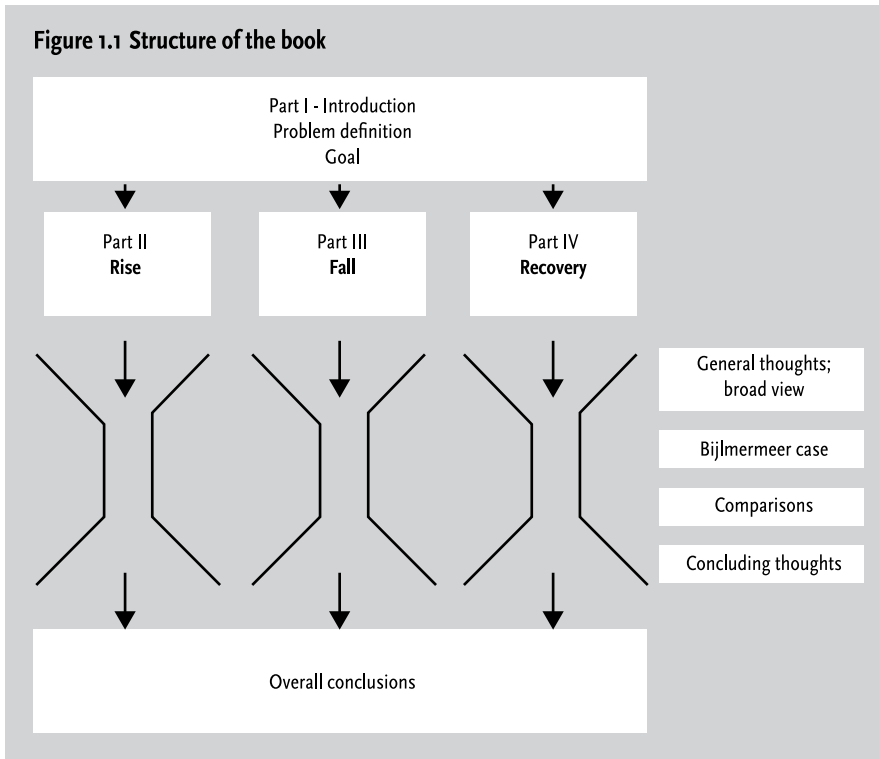 Figure 1.1 Structure of the book
Part I - Introduction
Problem definition
Goal
Part II
Rise
Part III
Fall
Part IV
Recovery
General thoughts;
broad view
Bijlmermeer case
Comparisons
Concluding thoughts
Overall conclusions